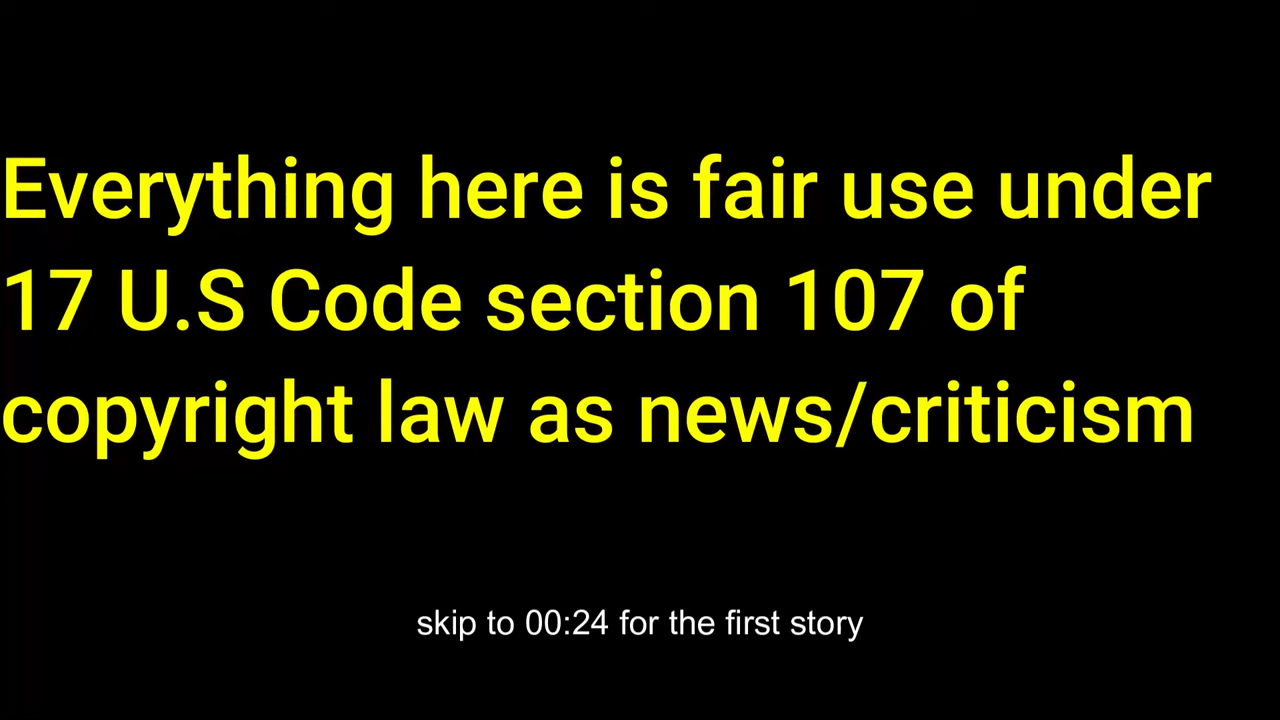 Everything here is fair use under
17 U.S Code section 107 of
copyright law as news/criticism
skip to 00:24 for the first story